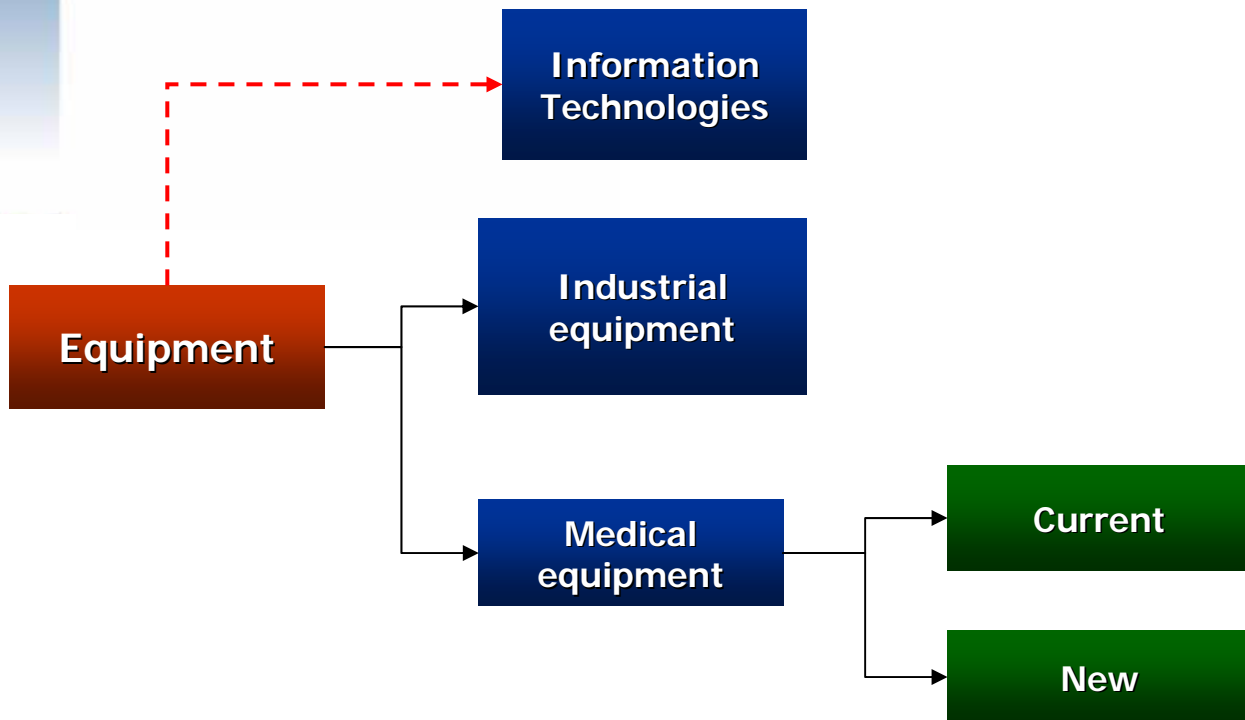 Information
Technologies
Industrial
equipment
Equipment
Medical
equipment
Current
New